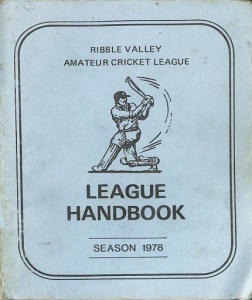 RIBBLE VALLEY
AMATEUR CRICKET LEAGUE
LEAGUE
HANDBOOK
SEASON 1978